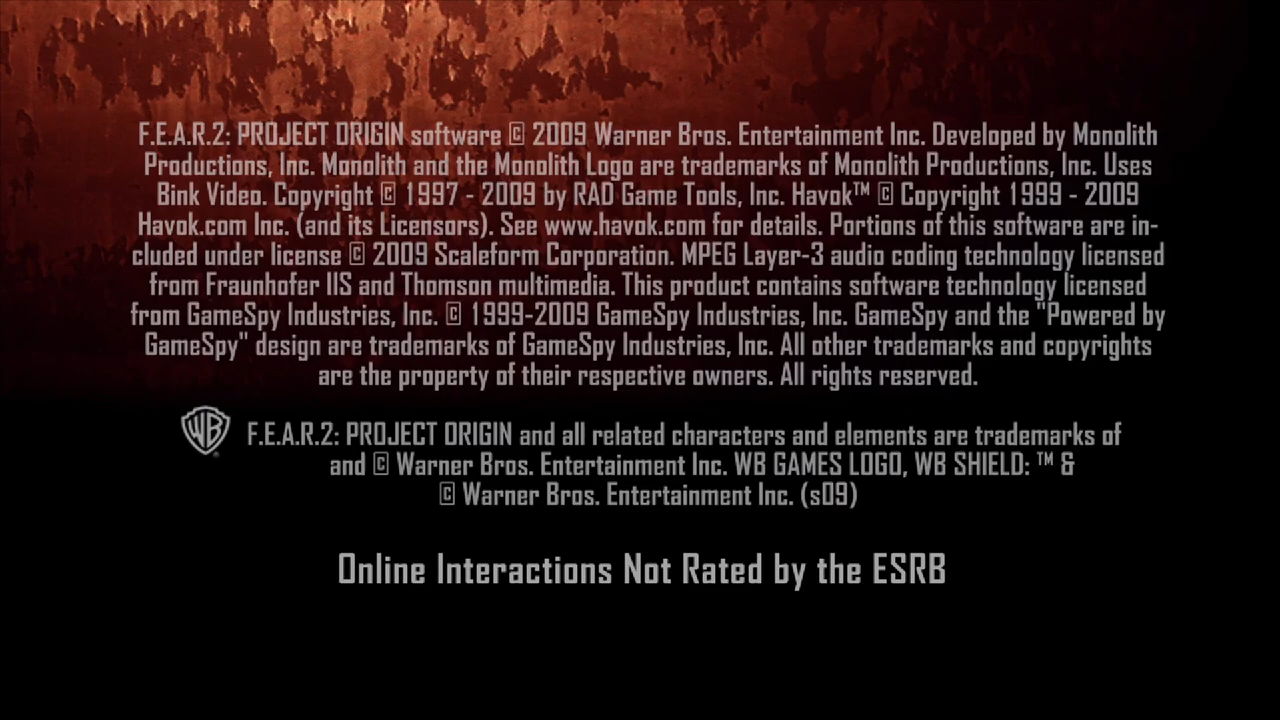 F.E.A.R.2: PROJECT ORIGIN software © 2009 Warner Bros. Entertainment Inc. Developed by Monolith
Productions, Inc. Monolith and the Monolith Logo are trademarks of Monolith Productions, Inc. Uses
Bink Video. Copyright © 1997 - 2009 by RAD Game Tools, Inc. Havok™ © Copyright 1999 - 2009
Havok.com Inc. (and its Licensors). See www.havok.com for details. Portions of this software are in-
cluded under license © 2009 Scaleform Corporation. MPEG Layer-3 audio coding technology licensed
from Fraunhofer IIS and Thomson multimedia. This product contains software technology licensed
from GameSpy Industries, Inc. © 1999-2009 GameSpy Industries, Inc. GameSpy and the "Powered by
GameSpy" design are trademarks of GameSpy Industries, Inc. All other trademarks and copyrights
are the property of their respective owners. All rights reserved.
WB F.E.A.R.2: PROJECT ORIGIN and all related characters and elements are trademarks of
and © Warner Bros. Entertainment Inc. WB GAMES LOGO, WB SHIELD: ™ &
© Warner Bros. Entertainment Inc. (s09)
Online Interactions Not Rated by the ESRB